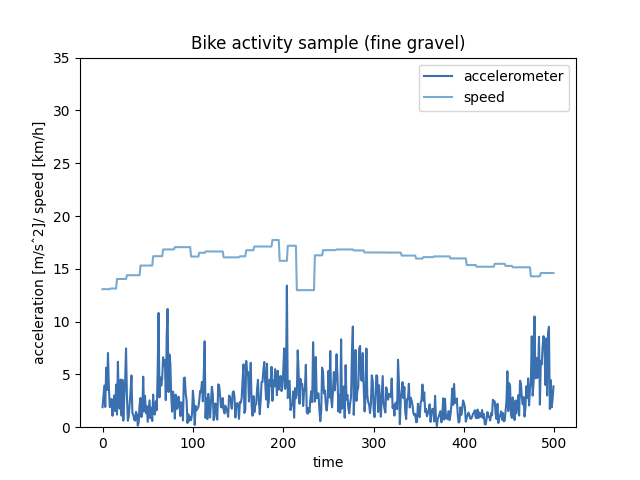 Bike activity sample (fine gravel)
accelerometer
speed
acceleration [m/s^2]/ speed [km/h]
35
30
25
20
15
10
5
0
0 100 200 300 400 500
time